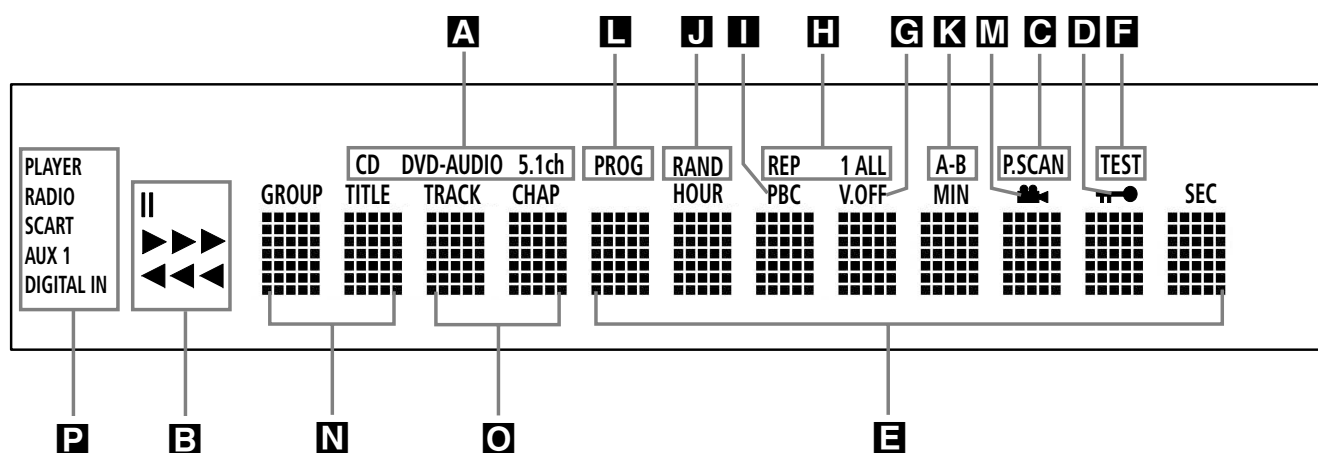 A L J I H G K M C D F
CD DVD-AUDIO 5.1ch PROG RAND REP 1 ALL A-B P.SCAN TEST
GROUP TITLE TRACK CHAP HOUR PBC V.OFF MIN SEC
PLAYER
RADIO
SCART
AUX 1
DIGITAL IN
P B N O E